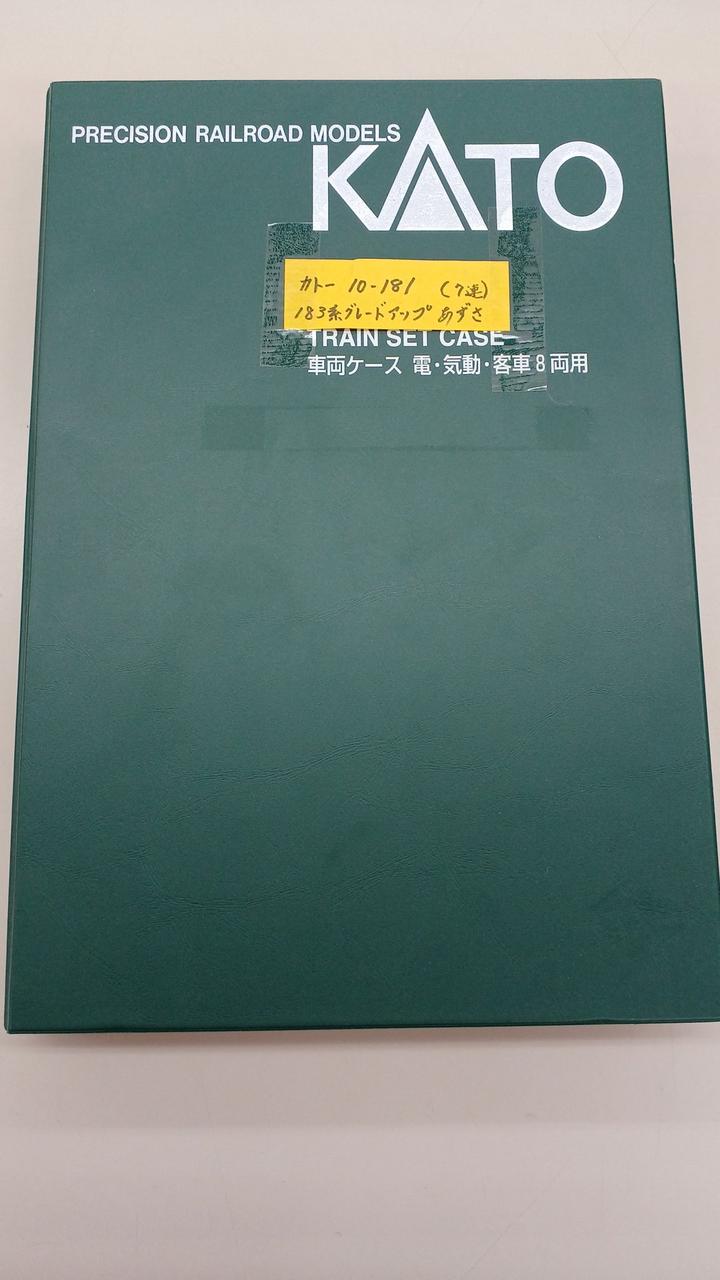 PRECISION RAILROAD MODELS
KATO
カトー 10-181 (7連)
183系グレードアップ あずさ
TRAIN SET CASE
車両ケース 電・気動・客車8両用